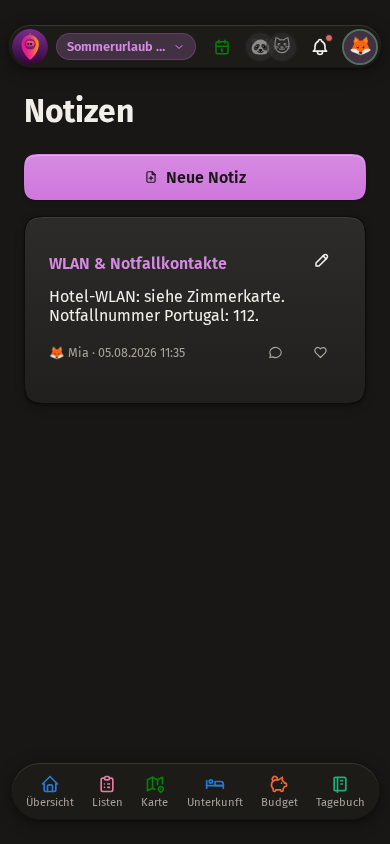 Sommerurlaub ...
Notizen
Neue Notiz
WLAN & Notfallkontakte
Hotel-WLAN: siehe Zimmerkarte.
Notfallnummer Portugal: 112.
Mia · 05.08.2026 11:35
Übersicht Listen Karte Unterkunft Budget Tagebuch